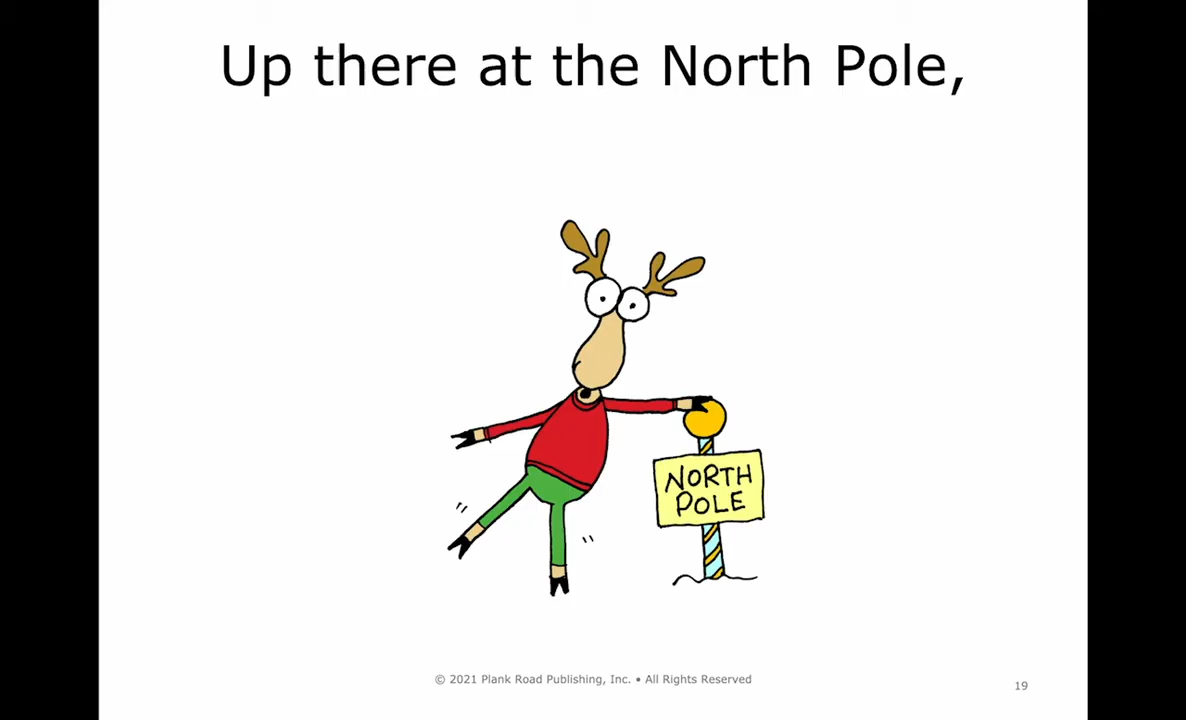 Up there at the North Pole,
NORTH
POLE
© 2021 Plank Road Publishing, Inc. • All Rights Reserved
19